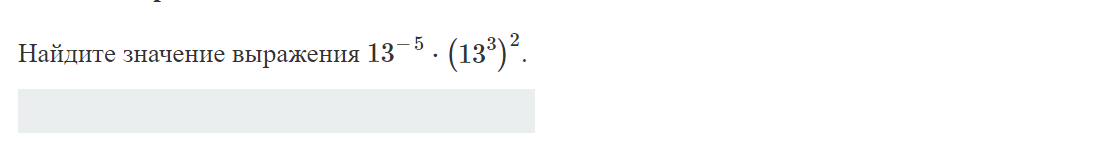 Найдите значение выражения 13⁻⁵ · (13³)².